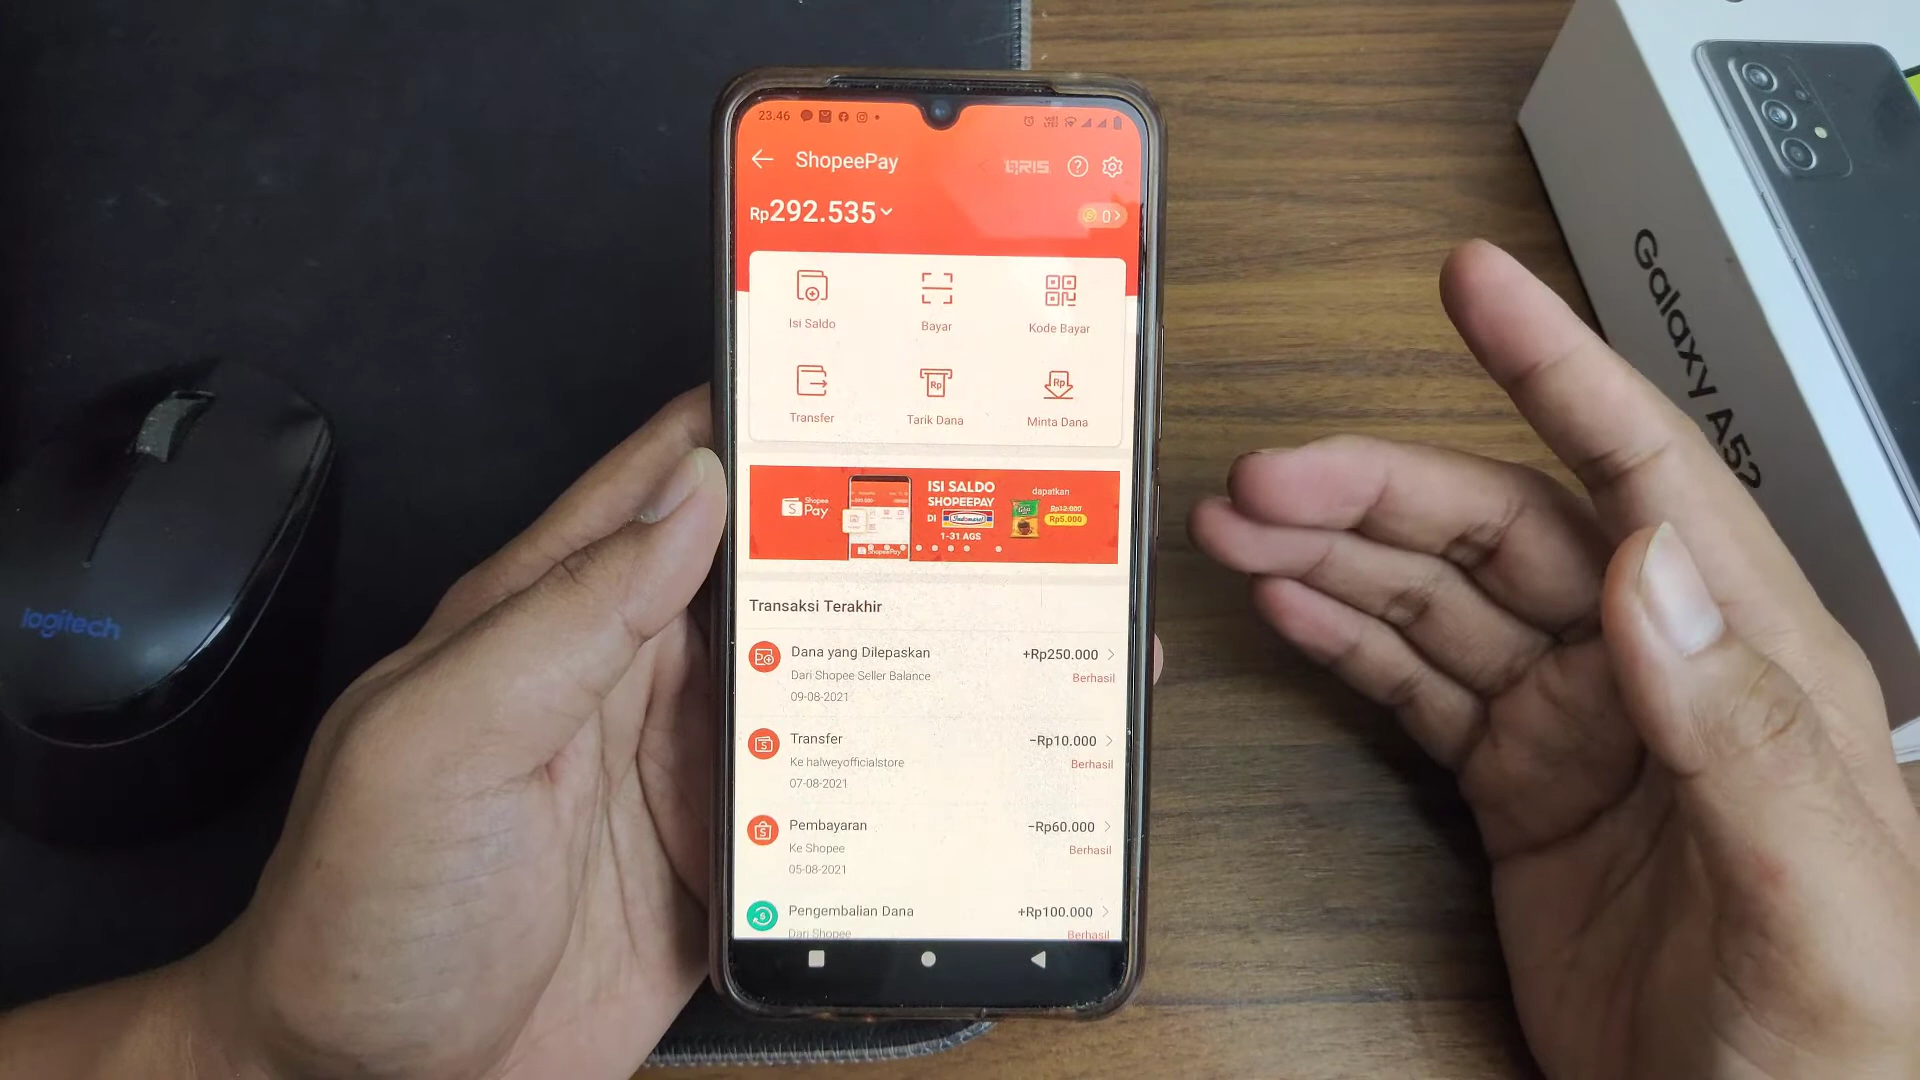 23.46
ShopeePay
QRIS
Rp292.535
0
Isi Saldo
Bayar
Kode Bayar
Transfer
Tarik Dana
Minta Dana
Shopee
Pay
ISI SALDO
SHOPEEPAY
DI Indomaret
1-31 AGS
dapatkan
Rp12.000
Rp5.000
Transaksi Terakhir
Dana yang Dilepaskan
+Rp250.000
Dari Shopee Seller Balance
Berhasil
09-08-2021
Transfer
-Rp10.000
Ke halweyofficialstore
Berhasil
07-08-2021
Pembayaran
-Rp60.000
Ke Shopee
Berhasil
05-08-2021
Pengembalian Dana
+Rp100.000
Dari Shopee
Berhasil
logitech
Galaxy A52